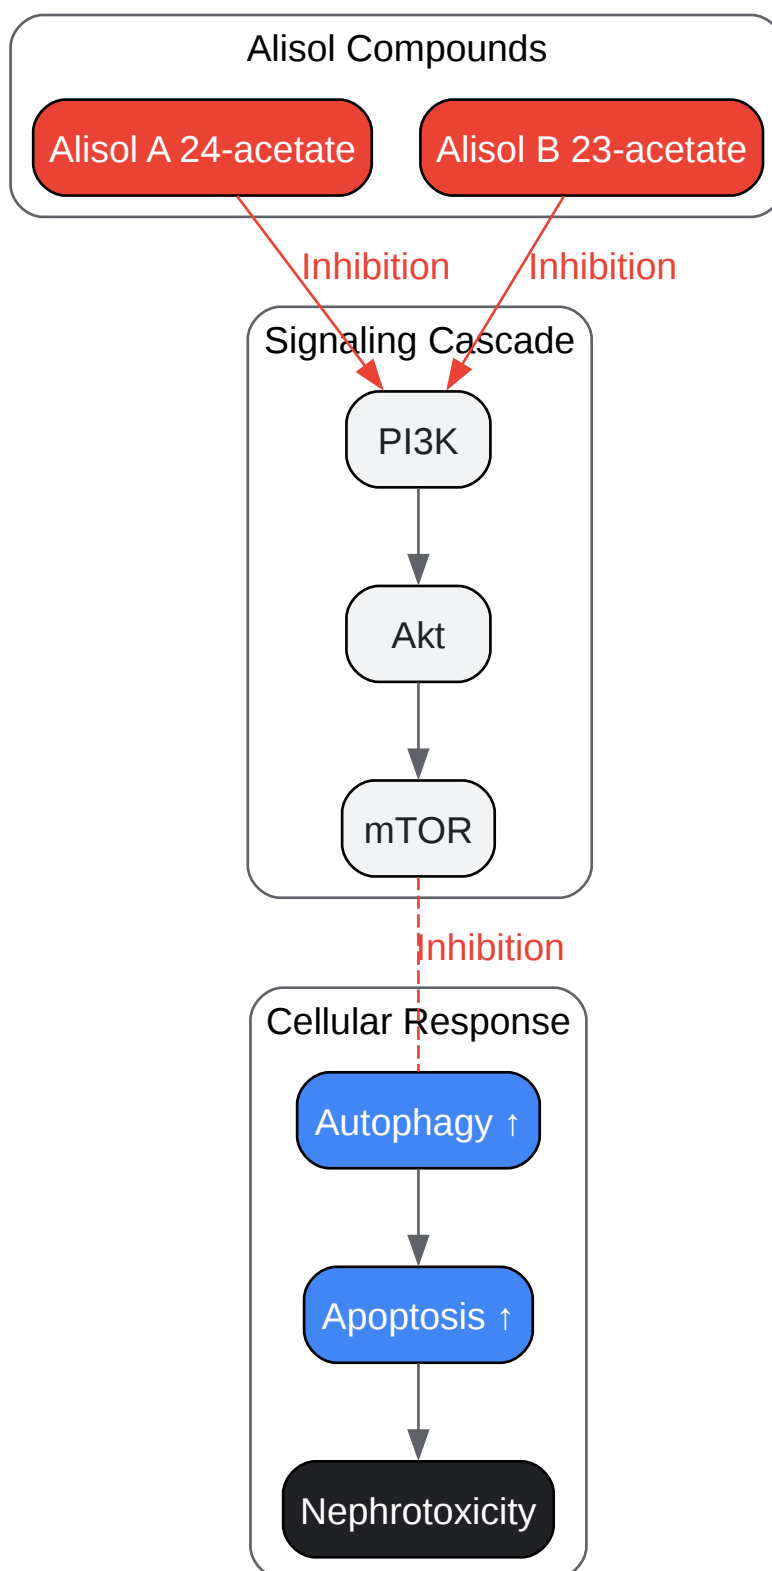 Alisol Compounds
Alisol A 24-acetate
Alisol B 23-acetate
Inhibition
Inhibition
Signaling Cascade
PI3K
Akt
mTOR
Inhibition
Cellular Response
Autophagy ↑
Apoptosis ↑
Nephrotoxicity